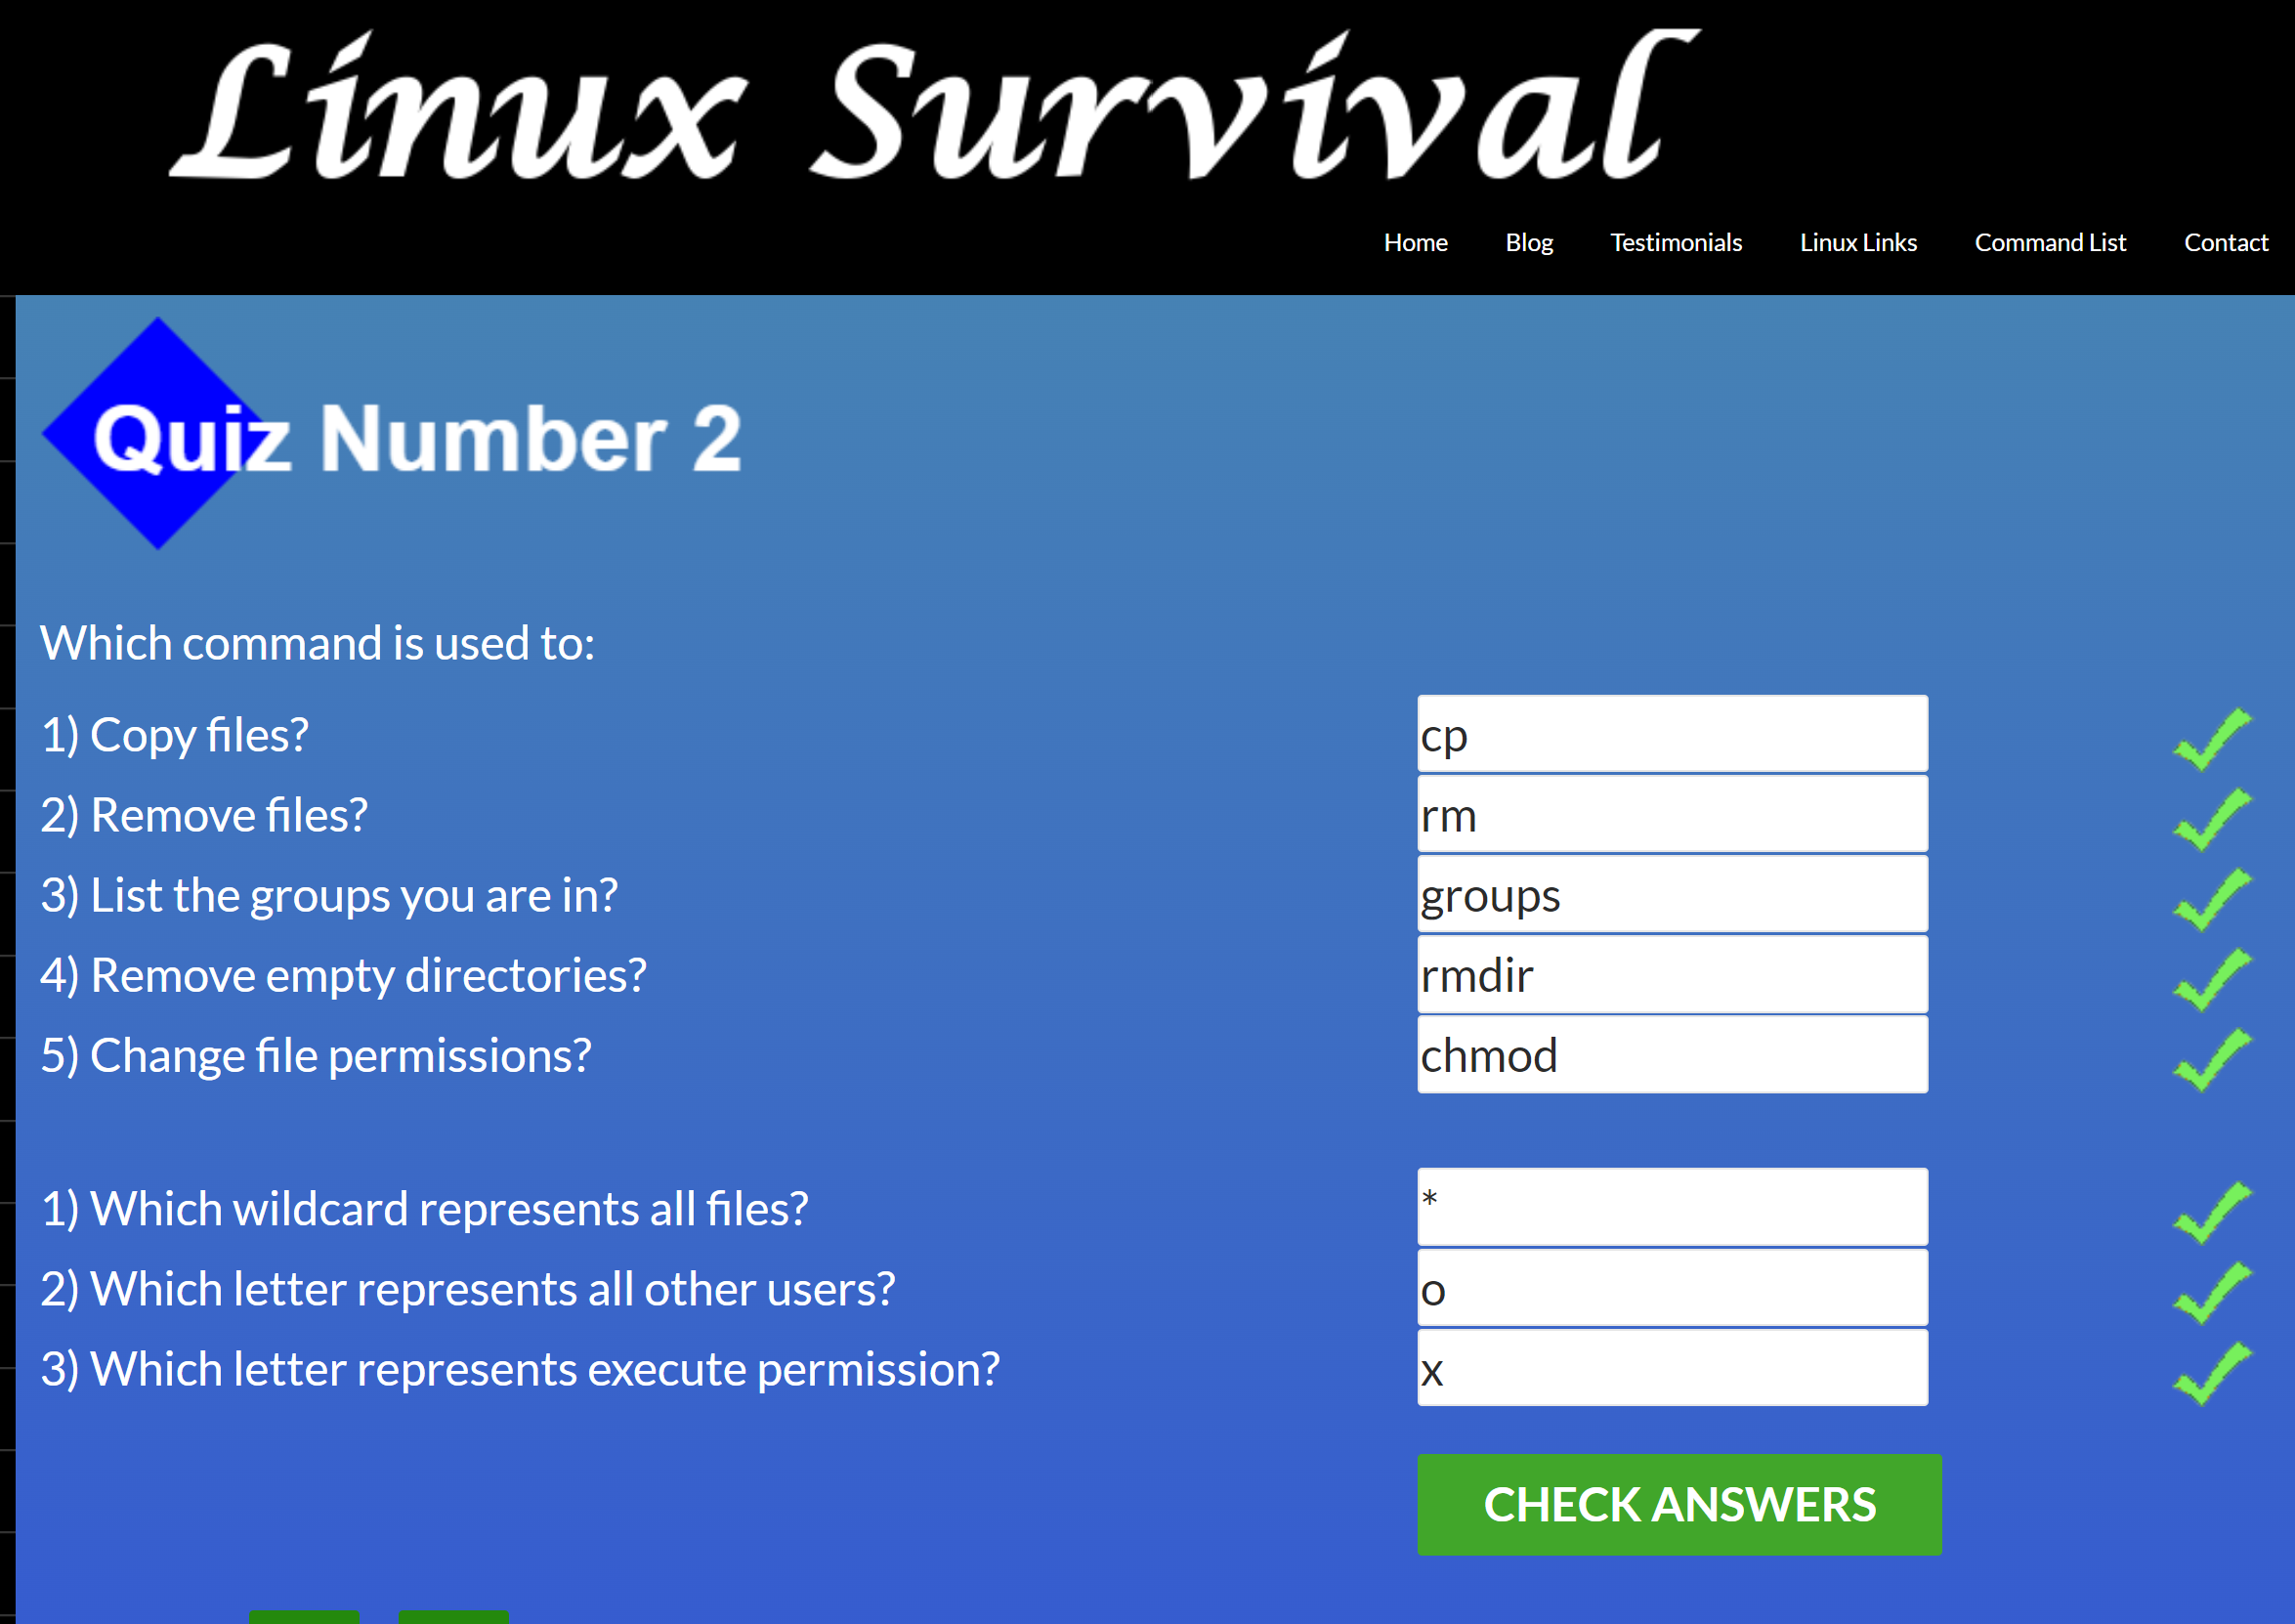 Linux Survival
Home Blog Testimonials Linux Links Command List Contact
Quiz Number 2
Which command is used to:
1) Copy files? cp
2) Remove files? rm
3) List the groups you are in? groups
4) Remove empty directories? rmdir
5) Change file permissions? chmod
1) Which wildcard represents all files? *
2) Which letter represents all other users? o
3) Which letter represents execute permission? x
CHECK ANSWERS